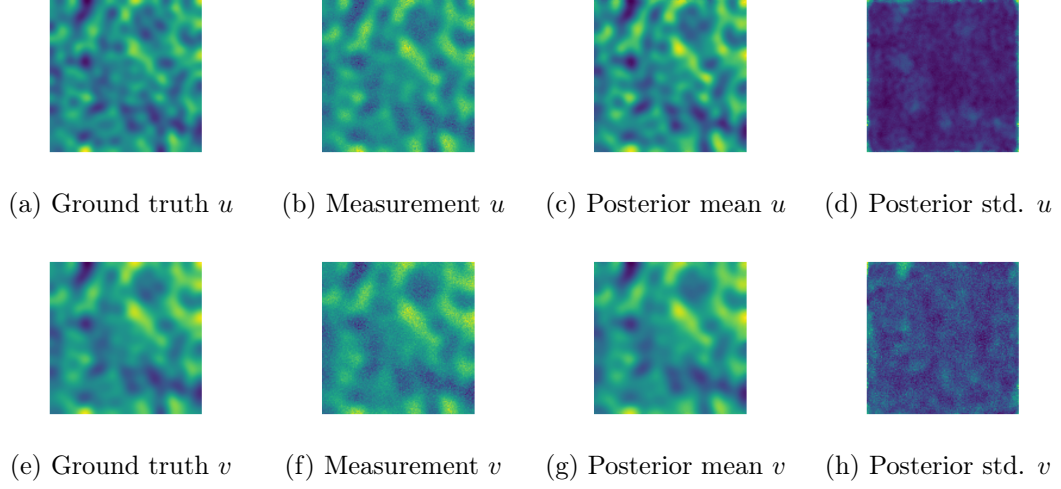 (a) Ground truth u
(b) Measurement u
(c) Posterior mean u
(d) Posterior std. u
(e) Ground truth v
(f) Measurement v
(g) Posterior mean v
(h) Posterior std. v